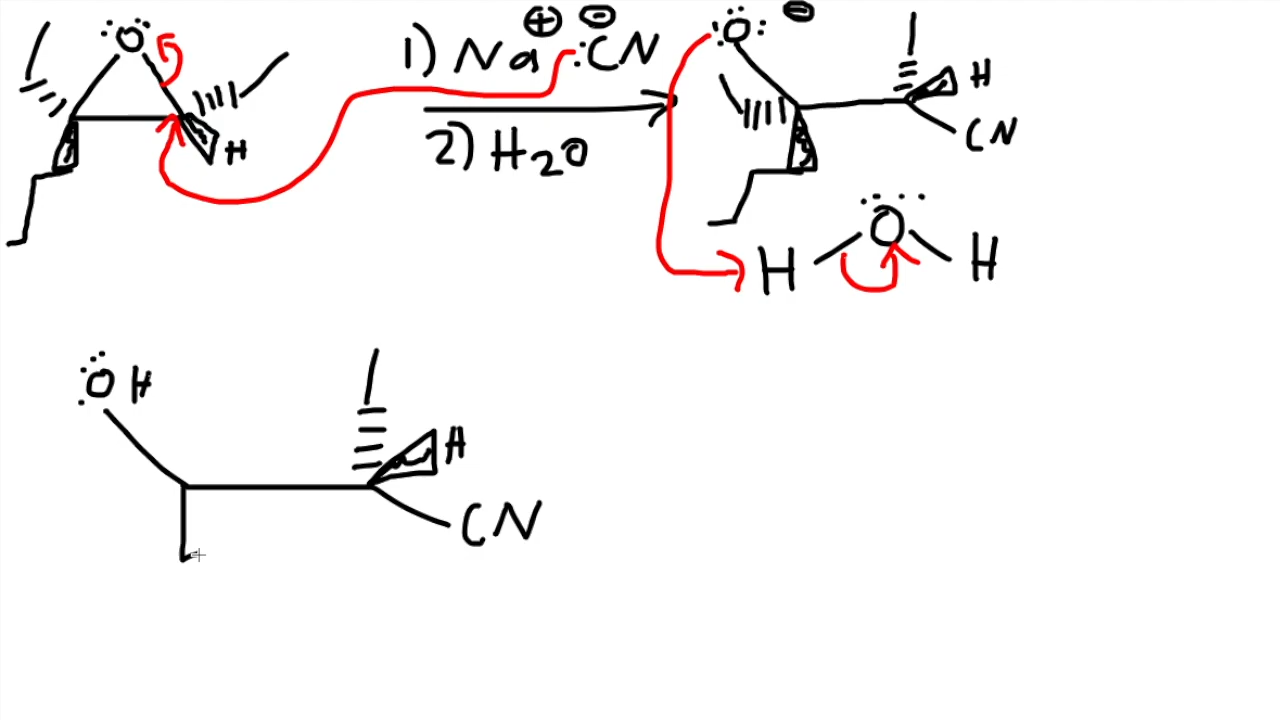 O
H
1) Na⊕ ⊖:CN
2) H2O
:O: ⊖
H
CN
H O H
OH
H
CN